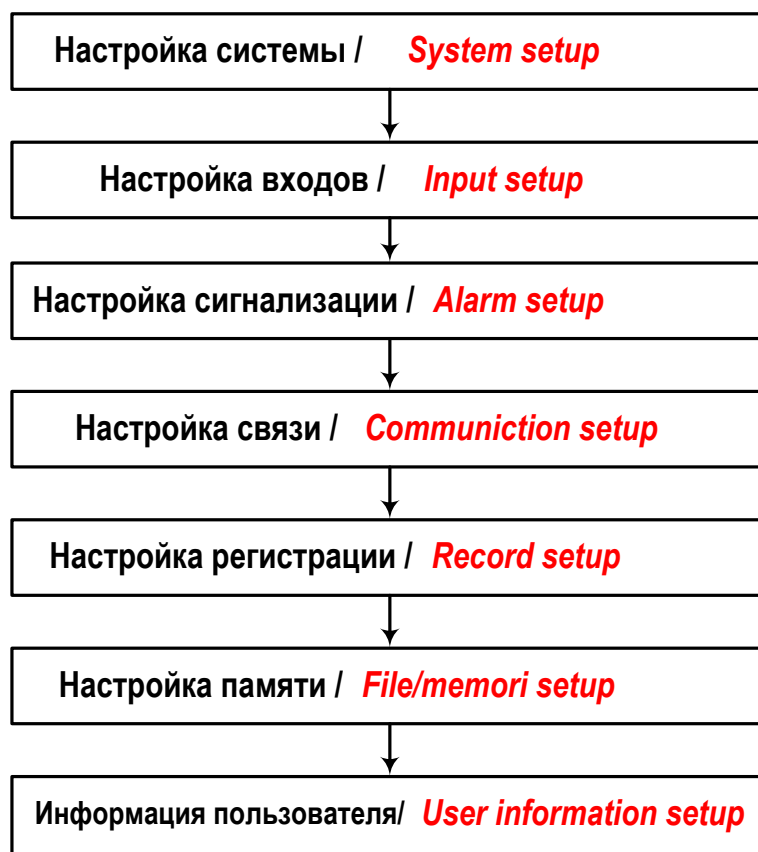 Настройка системы / System setup
Настройка входов / Input setup
Настройка сигнализации / Alarm setup
Настройка связи / Communiction setup
Настройка регистрации / Record setup
Настройка памяти / File/memori setup
Информация пользователя/ User information setup